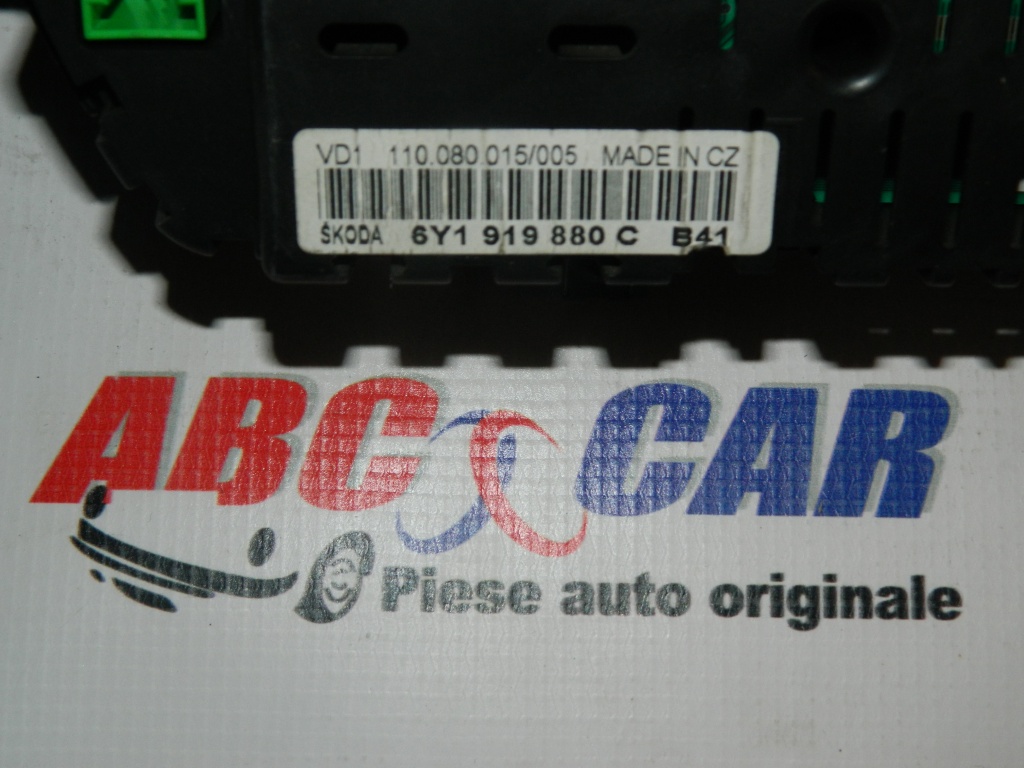 VD1 110.080.015/005 MADE IN CZ
ŠKODA 6Y1 919 880 C B41
ABC CAR
Piese auto originale